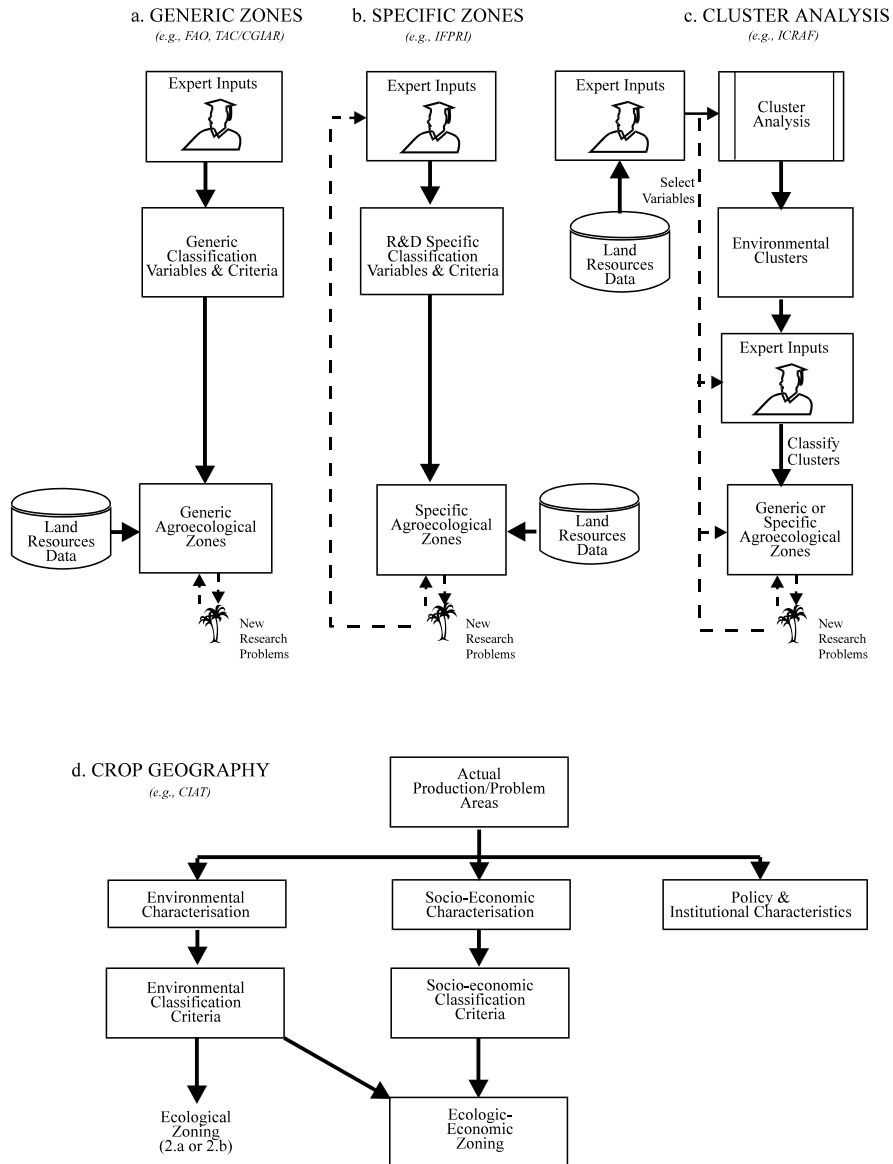 a. GENERIC ZONES
(e.g., FAO, TAC/CGIAR)
Expert Inputs
Generic
Classification
Variables & Criteria
Land
Resources
Data
Generic
Agroecological
Zones
New
Research
Problems
b. SPECIFIC ZONES
(e.g., IFPRI)
Expert Inputs
R&D Specific
Classification
Variables & Criteria
Specific
Agroecological
Zones
Land
Resources
Data
New
Research
Problems
c. CLUSTER ANALYSIS
(e.g., ICRAF)
Expert Inputs
Cluster
Analysis
Select
Variables
Land
Resources
Data
Environmental
Clusters
Expert Inputs
Classify
Clusters
Generic or
Specific
Agroecological
Zones
New
Research
Problems
d. CROP GEOGRAPHY
(e.g., CIAT)
Actual
Production/Problem
Areas
Environmental
Characterisation
Socio-Economic
Characterisation
Policy &
Institutional Characteristics
Environmental
Classification
Criteria
Socio-economic
Classification
Criteria
Ecological
Zoning
(2.a or 2.b)
Ecologic-
Economic
Zoning